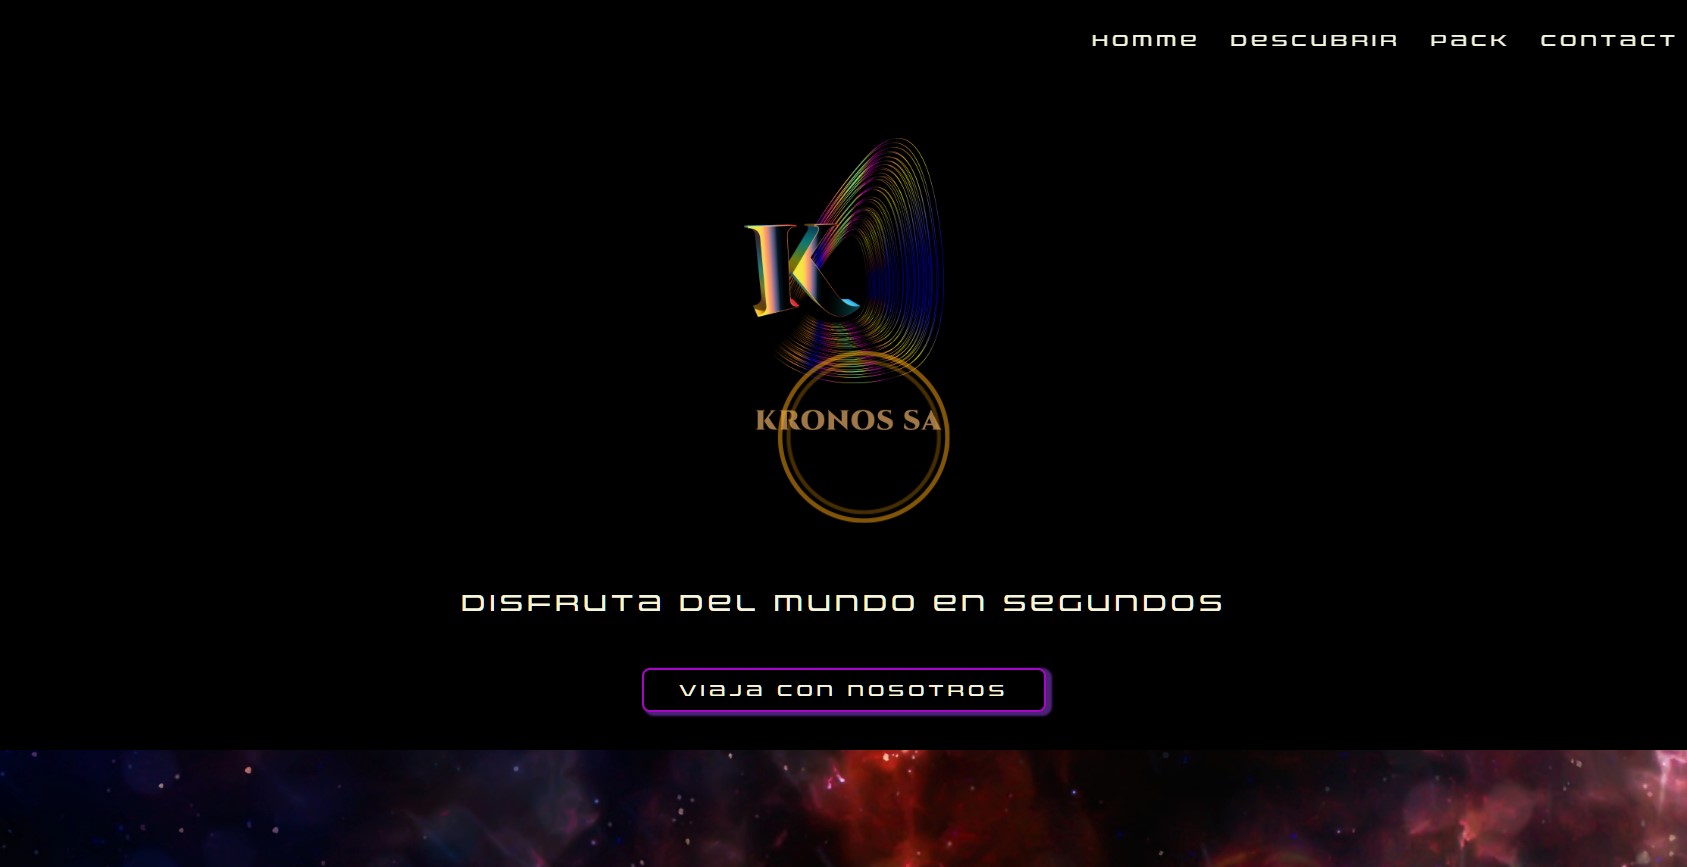 Homme Descubrir Pack Contact
K
KRONOS SA
Disfruta del mundo en segundos
Viaja con nosotros